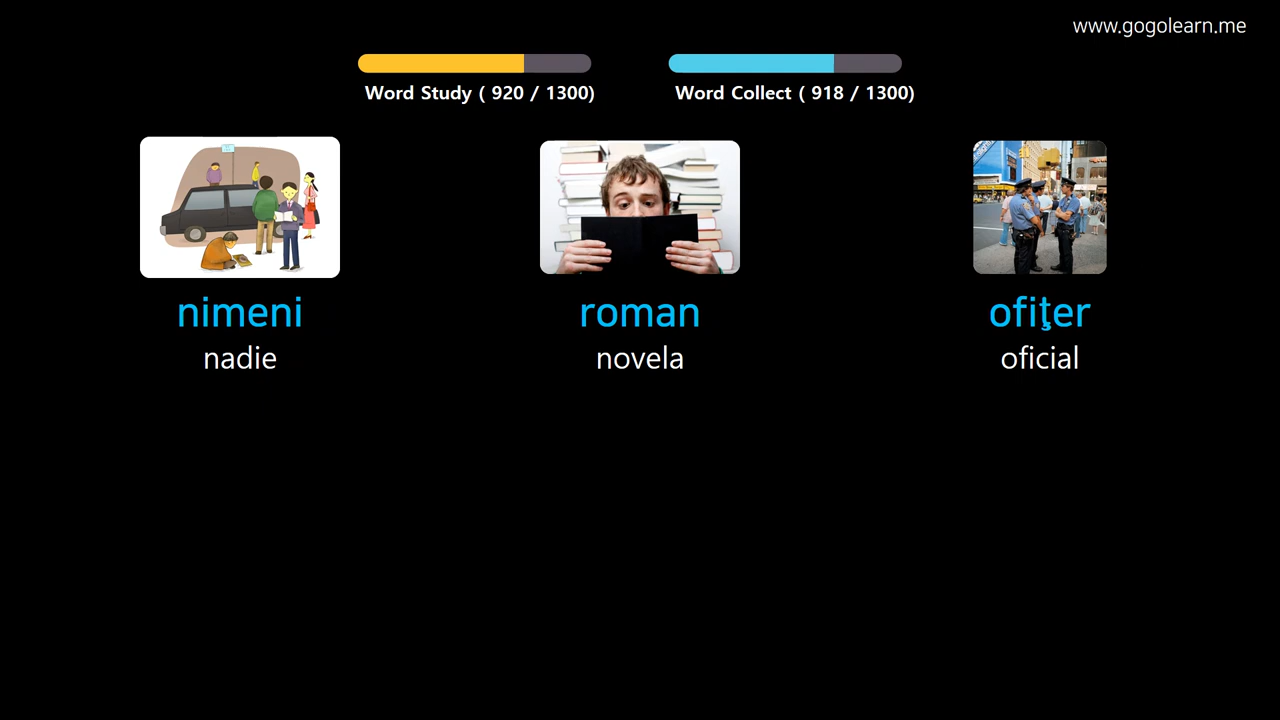 www.gogolearn.me
Word Study ( 920 / 1300)
Word Collect ( 918 / 1300)
nimeni
roman
ofiţer
nadie
novela
oficial